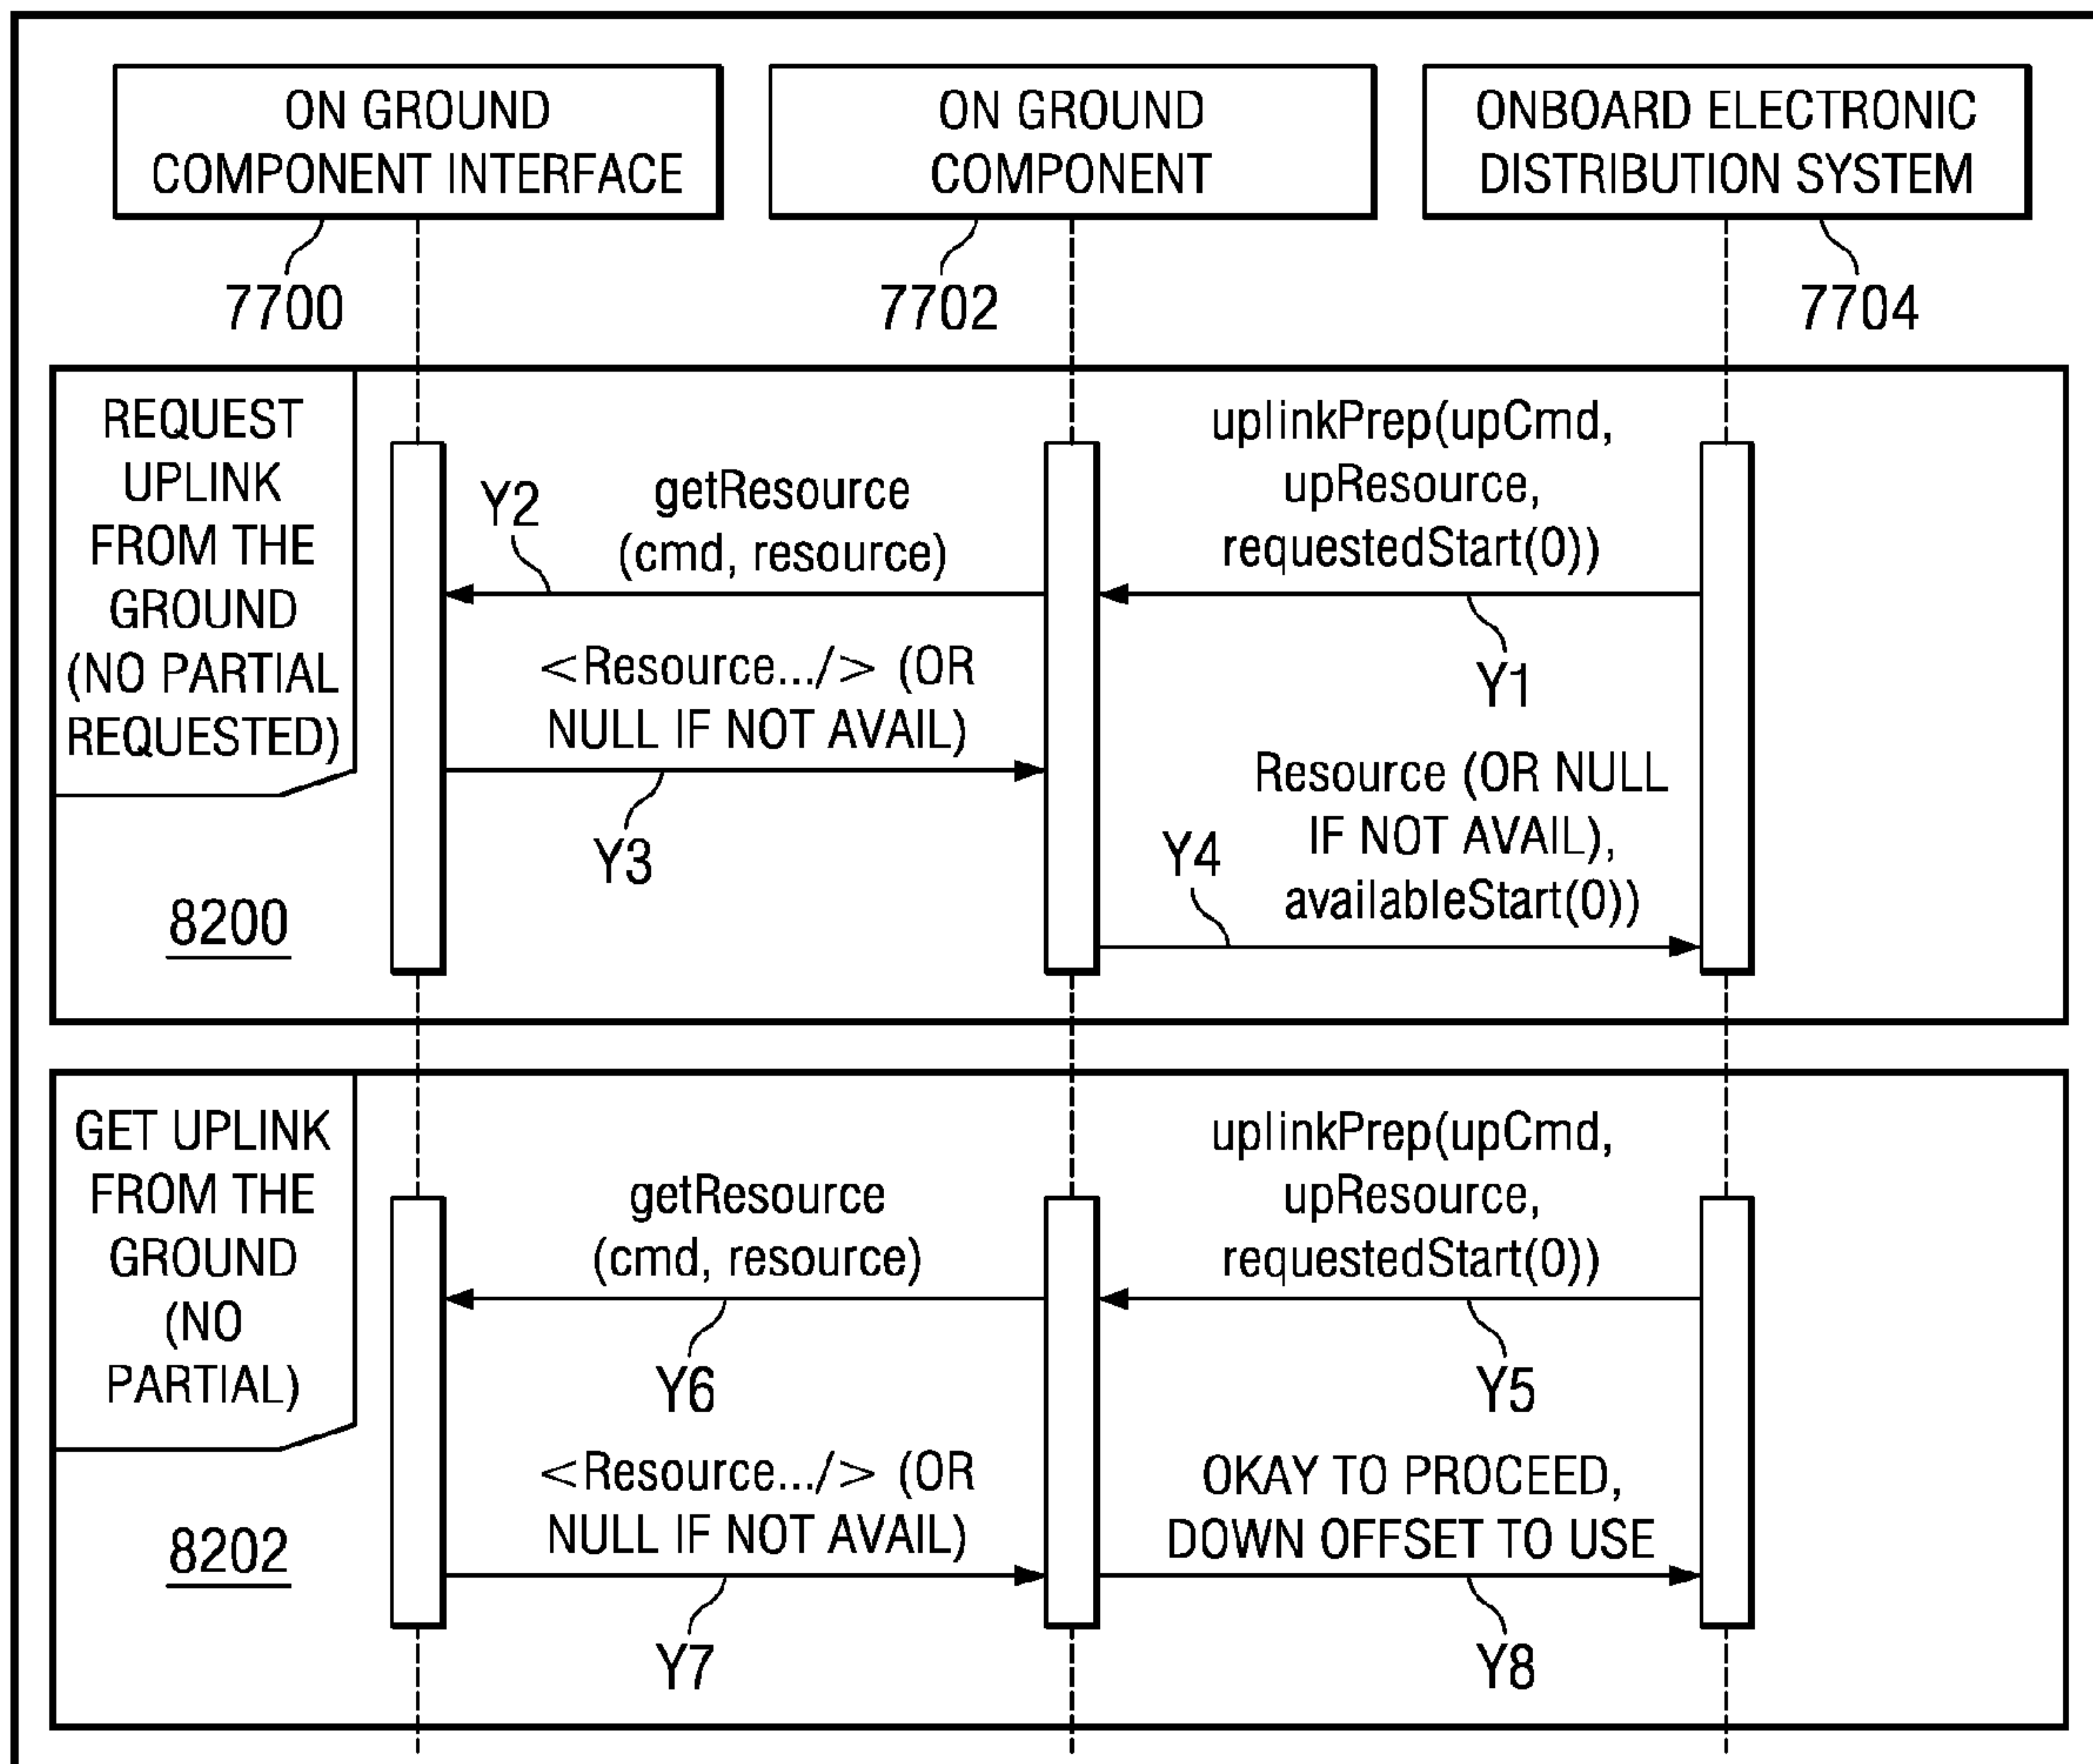 ON GROUND
COMPONENT INTERFACE
ON GROUND
COMPONENT
ONBOARD ELECTRONIC
DISTRIBUTION SYSTEM
7700
7702
7704
REQUEST
UPLINK
FROM THE
GROUND
(NO PARTIAL
REQUESTED)
8200
uplinkPrep(upCmd,
upResource,
requestedStart(0))
Y1
Y2
getResource
(cmd, resource)
<Resource.../> (OR
NULL IF NOT AVAIL)
Y3
Resource (OR NULL
IF NOT AVAIL),
availableStart(0))
Y4
GET UPLINK
FROM THE
GROUND
(NO
PARTIAL)
8202
uplinkPrep(upCmd,
upResource,
requestedStart(0))
Y5
getResource
(cmd, resource)
Y6
<Resource.../> (OR
NULL IF NOT AVAIL)
Y7
OKAY TO PROCEED,
DOWN OFFSET TO USE
Y8